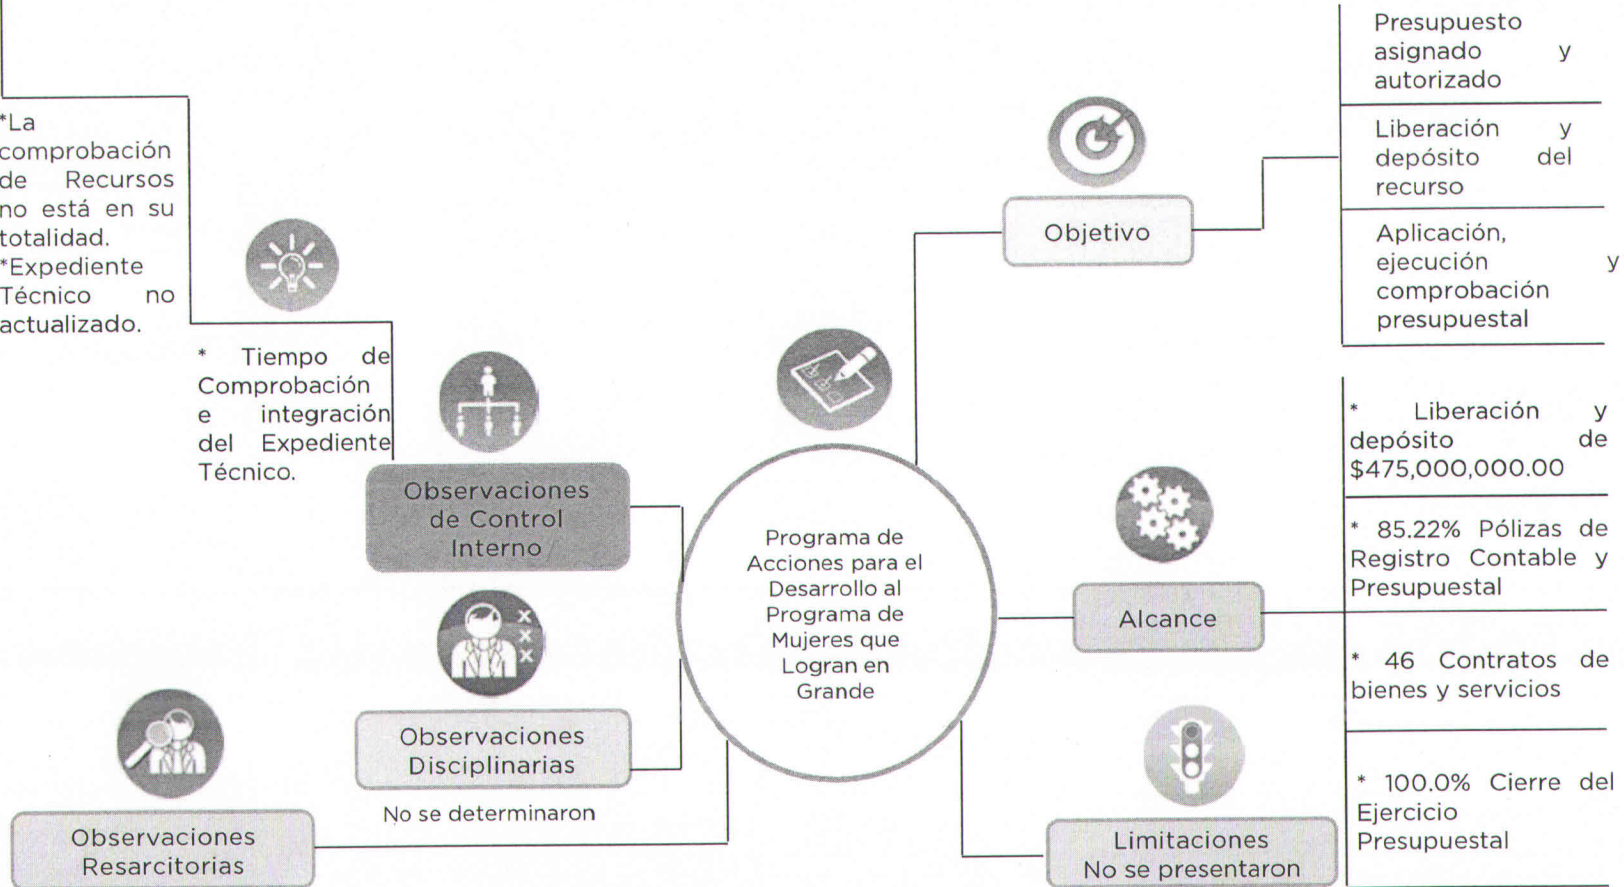 *La
comprobación
de Recursos
no está en su
totalidad.
*Expediente
Técnico no
actualizado.
* Tiempo de
Comprobación
e integración
del Expediente
Técnico.
Observaciones
de Control
Interno
Observaciones
Disciplinarias
No se determinaron
Observaciones
Resarcitorias
Programa de
Acciones para el
Desarrollo al
Programa de
Mujeres que
Logran en
Grande
Objetivo
Presupuesto
asignado y
autorizado
Liberación y
depósito del
recurso
Aplicación,
ejecución y
comprobación
presupuestal
Alcance
* Liberación y
depósito de
$475,000,000.00
* 85.22% Pólizas de
Registro Contable y
Presupuestal
* 46 Contratos de
bienes y servicios
* 100.0% Cierre del
Ejercicio
Presupuestal
Limitaciones
No se presentaron